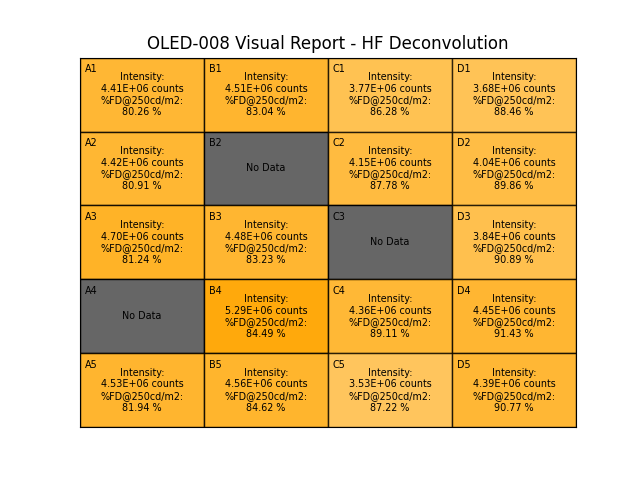 OLED-008 Visual Report - HF Deconvolution
A1
Intensity:
4.41E+06 counts
%FD@250cd/m2:
80.26 %
B1
Intensity:
4.51E+06 counts
%FD@250cd/m2:
83.04 %
C1
Intensity:
3.77E+06 counts
%FD@250cd/m2:
86.28 %
D1
Intensity:
3.68E+06 counts
%FD@250cd/m2:
88.46 %
A2
Intensity:
4.42E+06 counts
%FD@250cd/m2:
80.91 %
B2
No Data
C2
Intensity:
4.15E+06 counts
%FD@250cd/m2:
87.78 %
D2
Intensity:
4.04E+06 counts
%FD@250cd/m2:
89.86 %
A3
Intensity:
4.70E+06 counts
%FD@250cd/m2:
81.24 %
B3
Intensity:
4.48E+06 counts
%FD@250cd/m2:
83.23 %
C3
No Data
D3
Intensity:
3.84E+06 counts
%FD@250cd/m2:
90.89 %
A4
No Data
B4
Intensity:
5.29E+06 counts
%FD@250cd/m2:
84.49 %
C4
Intensity:
4.36E+06 counts
%FD@250cd/m2:
89.11 %
D4
Intensity:
4.45E+06 counts
%FD@250cd/m2:
91.43 %
A5
Intensity:
4.53E+06 counts
%FD@250cd/m2:
81.94 %
B5
Intensity:
4.56E+06 counts
%FD@250cd/m2:
84.62 %
C5
Intensity:
3.53E+06 counts
%FD@250cd/m2:
87.22 %
D5
Intensity:
4.39E+06 counts
%FD@250cd/m2:
90.77 %